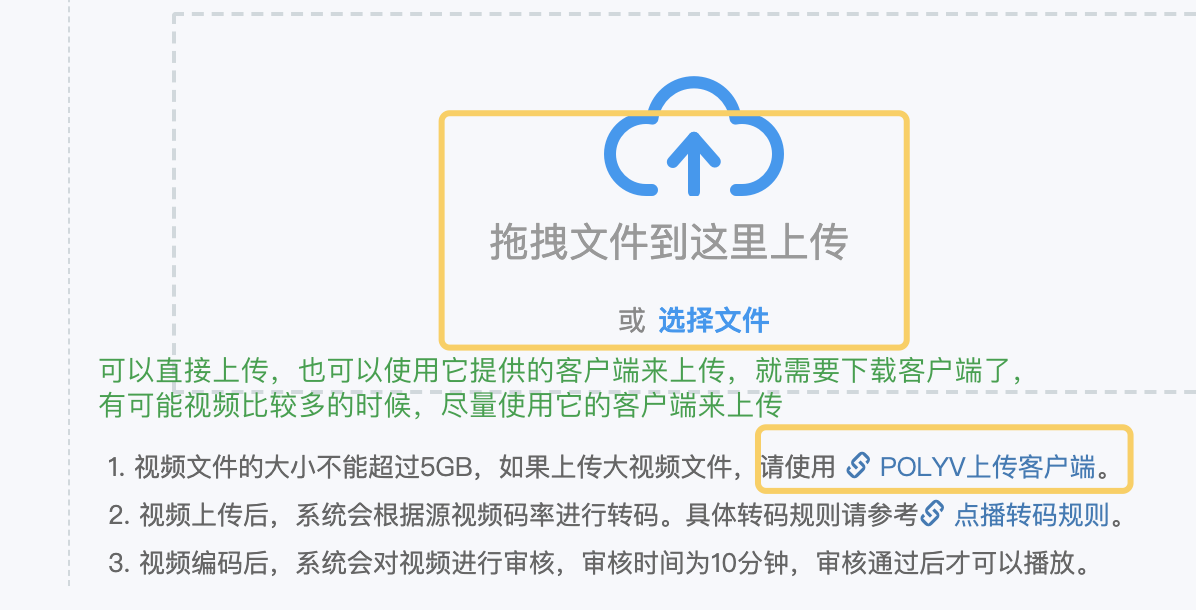 拖拽文件到这里上传
或 选择文件
可以直接上传，也可以使用它提供的客户端来上传，就需要下载客户端了，
有可能视频比较多的时候，尽量使用它的客户端来上传
1. 视频文件的大小不能超过5GB，如果上传大视频文件，请使用 POLYV上传客户端。
2. 视频上传后，系统会根据源视频码率进行转码。具体转码规则请参考 点播转码规则。
3. 视频编码后，系统会对视频进行审核，审核时间为10分钟，审核通过后才可以播放。